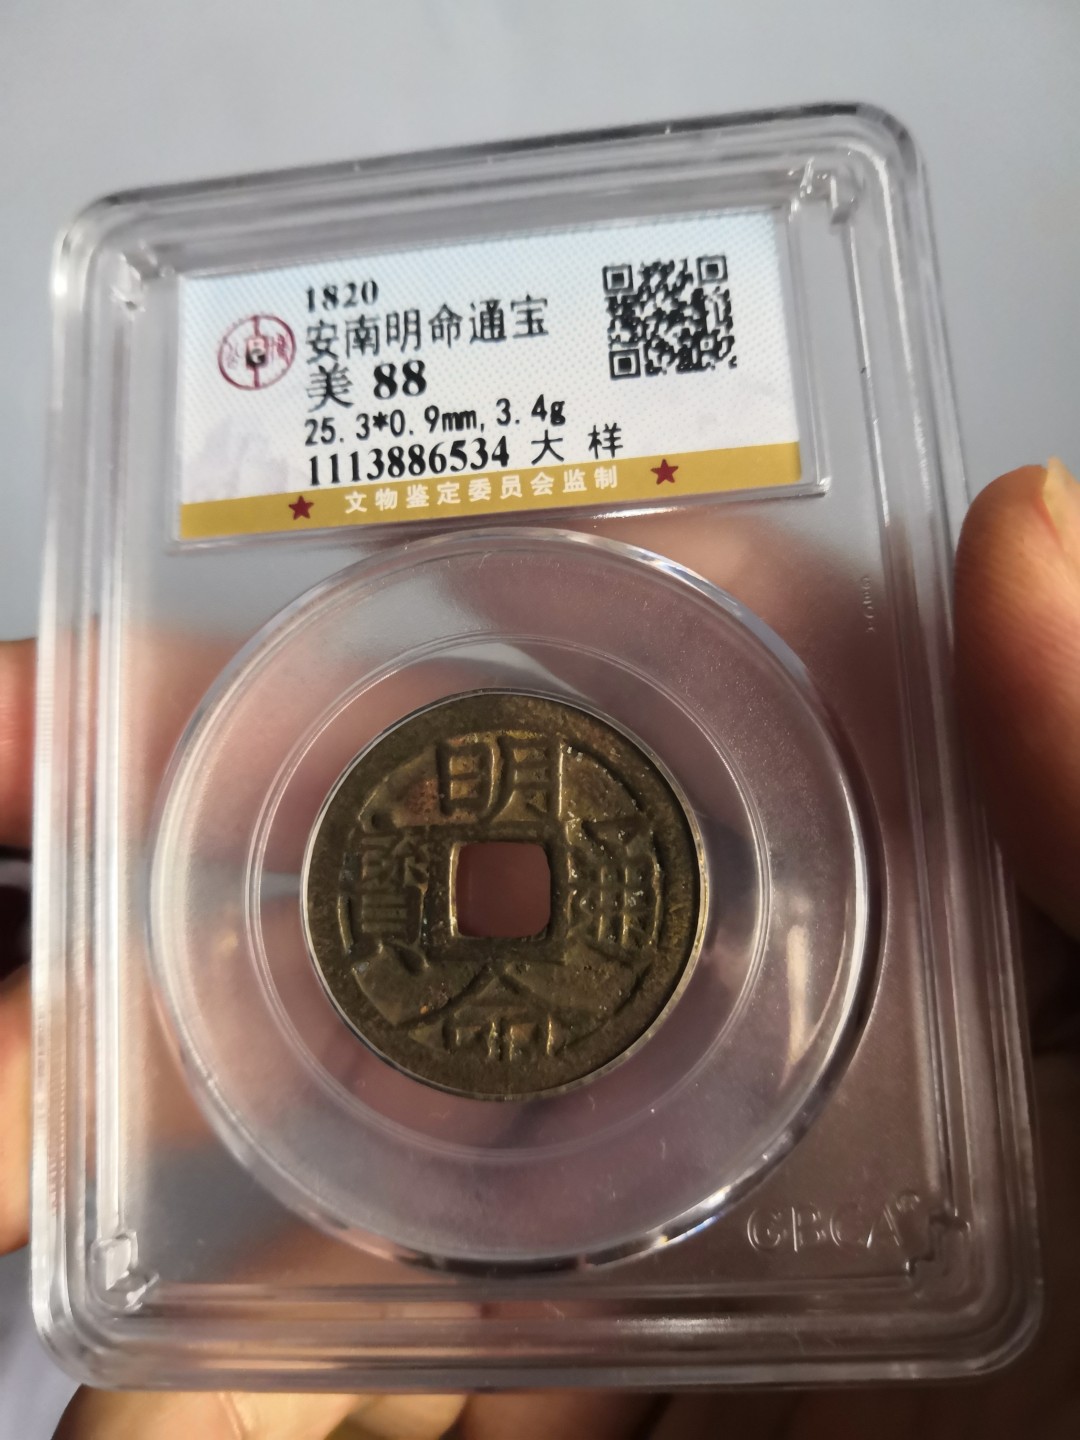 1820
安南明命通宝
美 88
25.3*0.9mm,3.4g
1113886534 大 样
★ 文物鉴定委员会监制 ★
明命通寶
GBCA